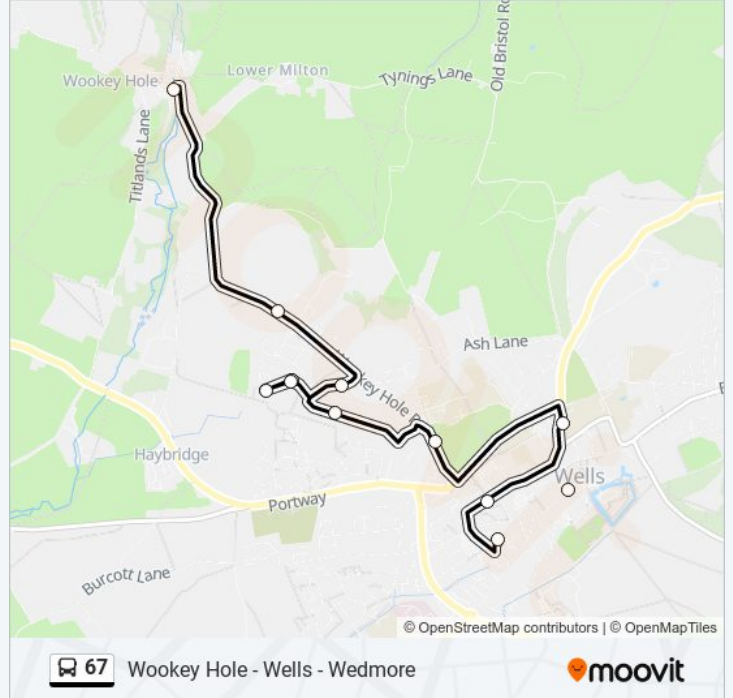 Old Bristol Ro
Wookey Hole
Lower Milton
Tynings Lane
Titlands Lane
Ash Lane
Wookey Hole R
Haybridge
Wells
Portway
Burcott Lane
© OpenStreetMap contributors | © OpenMapTiles
67 Wookey Hole - Wells - Wedmore
moovit